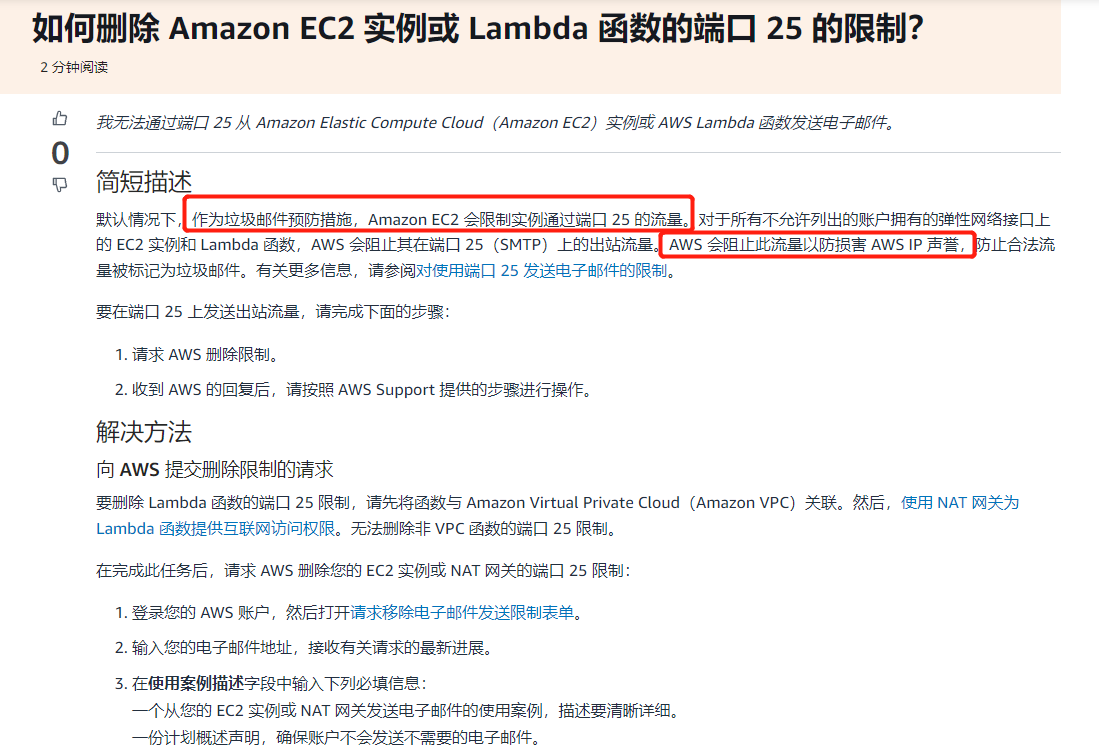 如何删除 Amazon EC2 实例或 Lambda 函数的端口 25 的限制？
2 分钟阅读
我无法通过端口 25 从 Amazon Elastic Compute Cloud（Amazon EC2）实例或 AWS Lambda 函数发送电子邮件。
0
简短描述
默认情况下，作为垃圾邮件预防措施，Amazon EC2 会限制实例通过端口 25 的流量。对于所有不允许列出的账户拥有的弹性网络接口上
的 EC2 实例和 Lambda 函数，AWS 会阻止其在端口 25（SMTP）上的出站流量。AWS 会阻止此流量以防损害 AWS IP 声誉，防止合法流
量被标记为垃圾邮件。有关更多信息，请参阅对使用端口 25 发送电子邮件的限制。
要在端口 25 上发送出站流量，请完成下面的步骤：
1. 请求 AWS 删除限制。
2. 收到 AWS 的回复后，请按照 AWS Support 提供的步骤进行操作。
解决方法
向 AWS 提交删除限制的请求
要删除 Lambda 函数的端口 25 限制，请先将函数与 Amazon Virtual Private Cloud（Amazon VPC）关联。然后，使用 NAT 网关为
Lambda 函数提供互联网访问权限。无法删除非 VPC 函数的端口 25 限制。
在完成此任务后，请求 AWS 删除您的 EC2 实例或 NAT 网关的端口 25 限制：
1. 登录您的 AWS 账户，然后打开请求移除电子邮件发送限制表单。
2. 输入您的电子邮件地址，接收有关请求的最新进展。
3. 在使用案例描述字段中输入下列必填信息：
一个从您的 EC2 实例或 NAT 网关发送电子邮件的使用案例，描述要清晰详细。
一份计划概述声明，确保账户不会发送不需要的电子邮件。